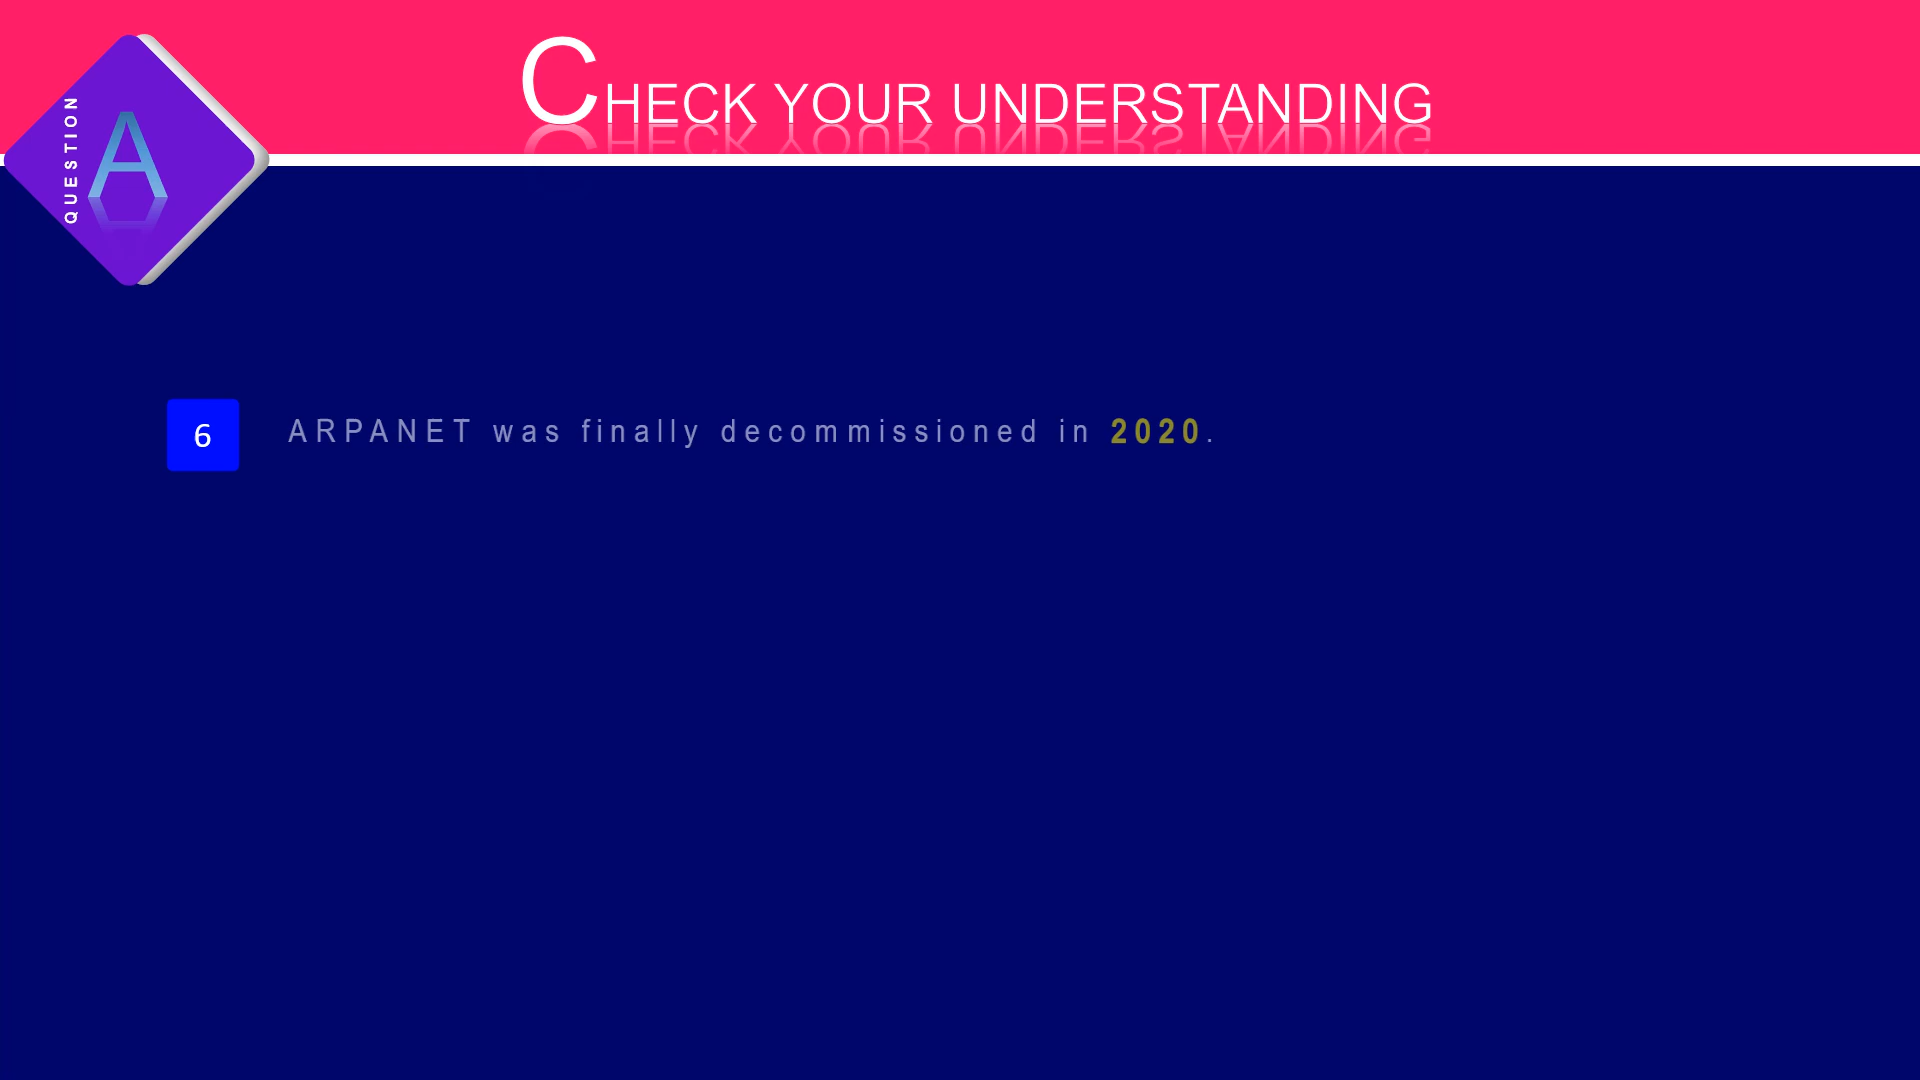 CHECK YOUR UNDERSTANDING
QUESTION
A
6
ARPANET was finally decommissioned in 2020.